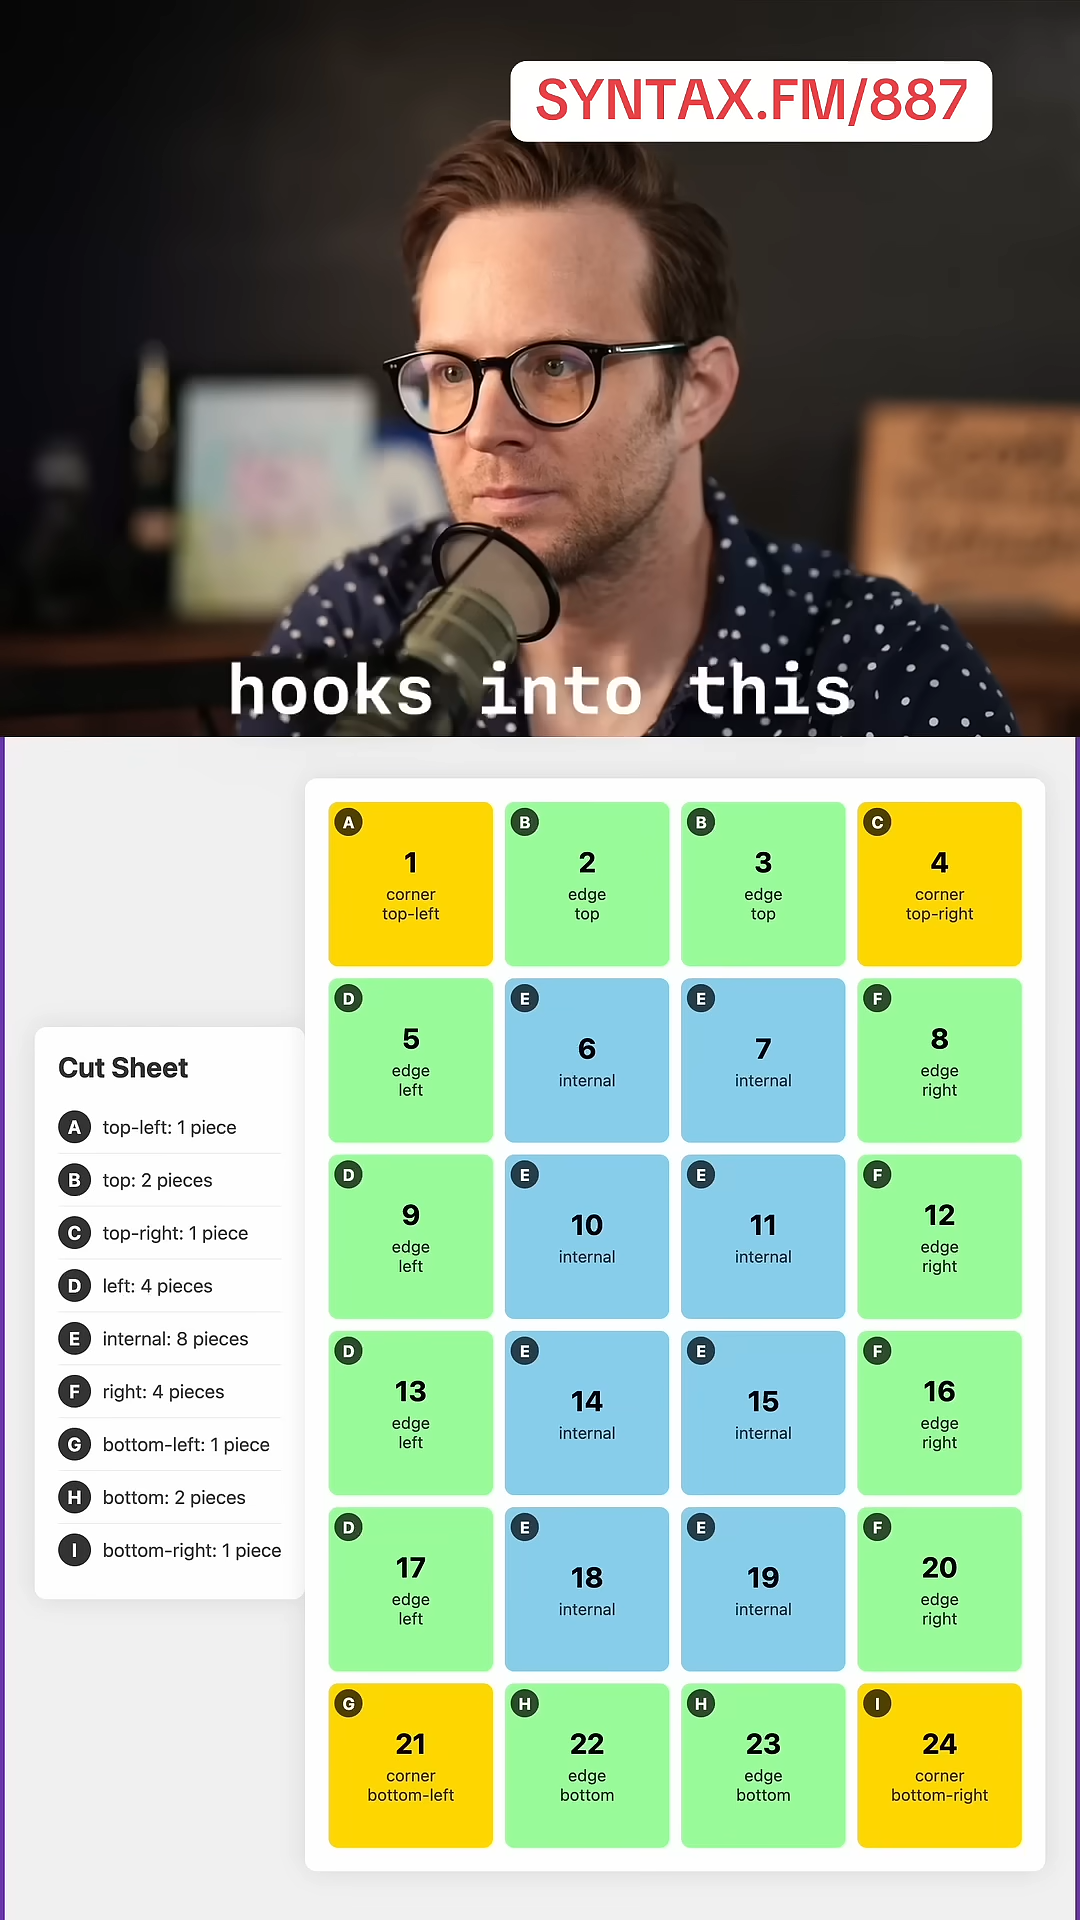 SYNTAX.FM/887
hooks into this
Cut Sheet
A top-left: 1 piece
B top: 2 pieces
C top-right: 1 piece
D left: 4 pieces
E internal: 8 pieces
F right: 4 pieces
G bottom-left: 1 piece
H bottom: 2 pieces
I bottom-right: 1 piece
A
1
corner
top-left
B
2
edge
top
B
3
edge
top
C
4
corner
top-right
D
5
edge
left
E
6
internal
E
7
internal
F
8
edge
right
D
9
edge
left
E
10
internal
E
11
internal
F
12
edge
right
D
13
edge
left
E
14
internal
E
15
internal
F
16
edge
right
D
17
edge
left
E
18
internal
E
19
internal
F
20
edge
right
G
21
corner
bottom-left
H
22
edge
bottom
H
23
edge
bottom
I
24
corner
bottom-right